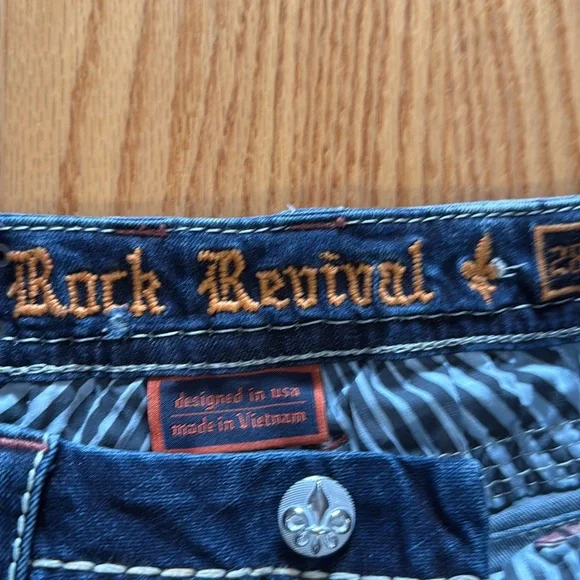 Rock Revival
designed in usa
made in Vietnam